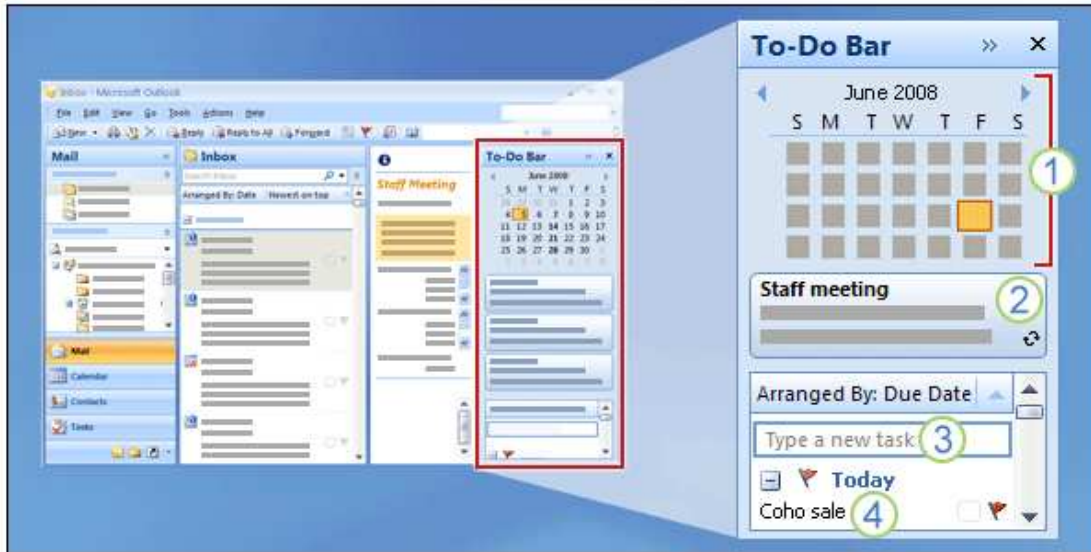 Inbox - Microsoft Outlook
File Edit View Go Tools Actions Help
New Reply Reply to All Forward
Mail
Inbox
Search Inbox
Arranged By: Date Newest on top
Staff Meeting
Mail
Calendar
Contacts
Tasks
To-Do Bar
June 2008
S M T W T F S
1 2 3
4 5 6 7 8 9 10
11 12 13 14 15 16 17
18 19 20 21 22 23 24
25 26 27 28 29 30
To-Do Bar
June 2008
S M T W T F S
1
Staff meeting
2
Arranged By: Due Date
Type a new task
3
Today
Coho sale
4